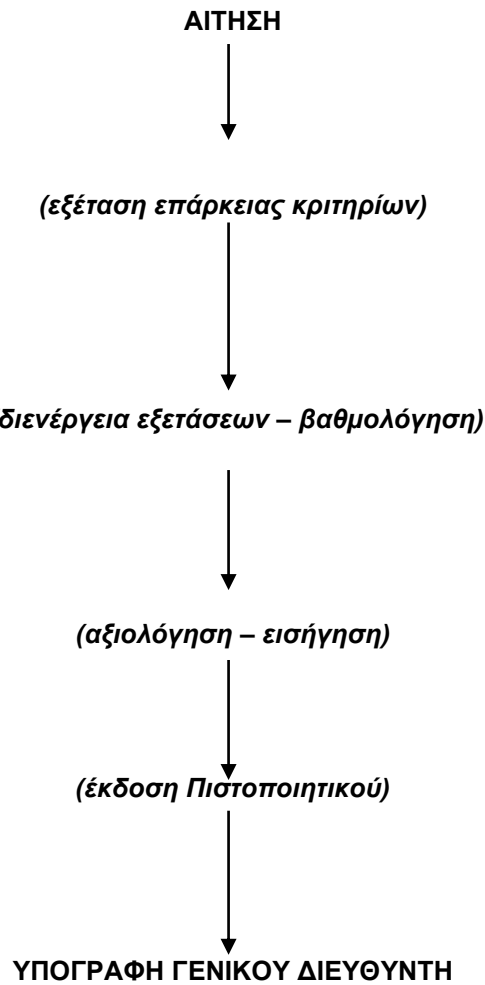 ΑΙΤΗΣΗ
(εξέταση επάρκειας κριτηρίων)
διενέργεια εξετάσεων – βαθμολόγηση)
(αξιολόγηση – εισήγηση)
(έκδοση Πιστοποιητικού)
ΥΠΟΓΡΑΦΗ ΓΕΝΙΚΟΥ ΔΙΕΥΘΥΝΤΗ